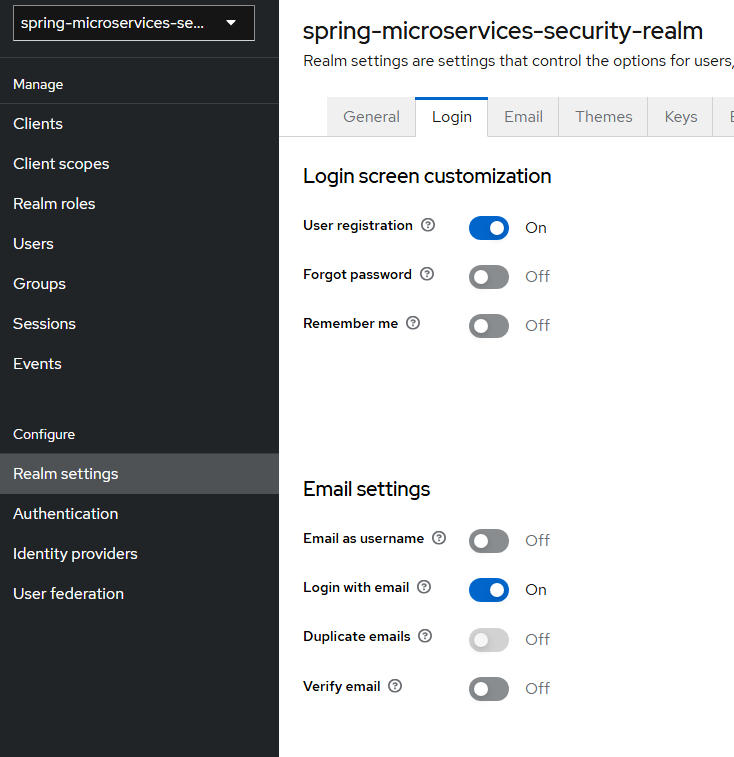 spring-microservices-se...
Manage
Clients
Client scopes
Realm roles
Users
Groups
Sessions
Events
Configure
Realm settings
Authentication
Identity providers
User federation
spring-microservices-security-realm
Realm settings are settings that control the options for users,
General Login Email Themes Keys
Login screen customization
User registration On
Forgot password Off
Remember me Off
Email settings
Email as username Off
Login with email On
Duplicate emails Off
Verify email Off